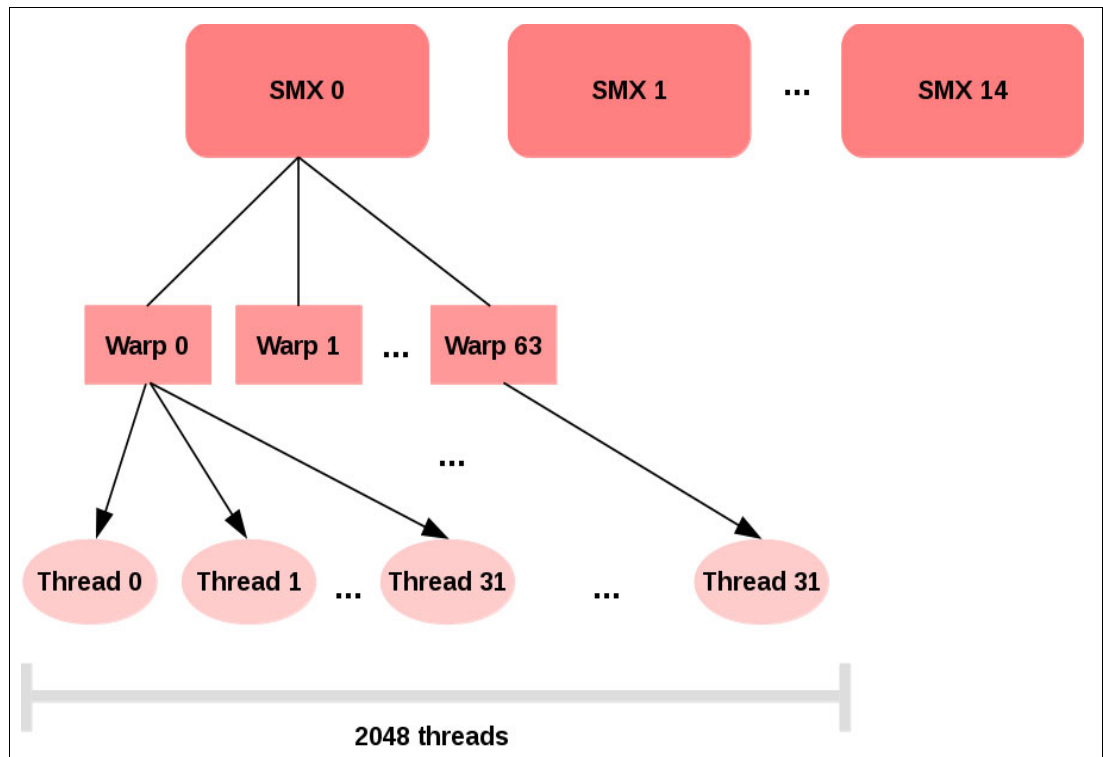 SMX 0
SMX 1
...
SMX 14
Warp 0
Warp 1
...
Warp 63
...
Thread 0
Thread 1
...
Thread 31
...
Thread 31
2048 threads